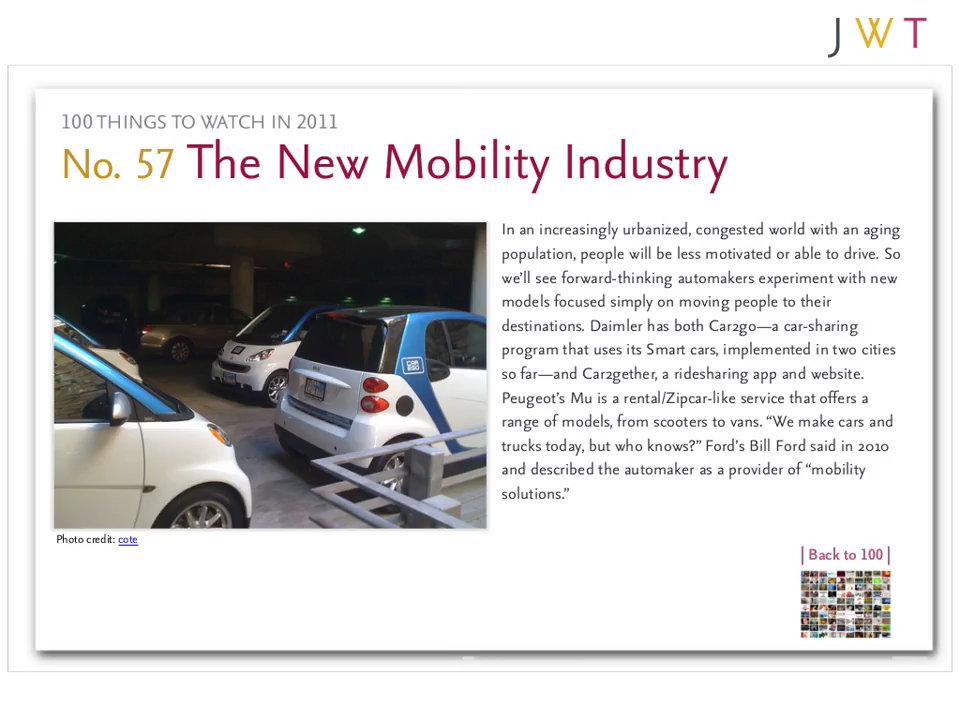 JWT
100 THINGS TO WATCH IN 2011
No. 57 The New Mobility Industry
In an increasingly urbanized, congested world with an aging
population, people will be less motivated or able to drive. So
we’ll see forward-thinking automakers experiment with new
models focused simply on moving people to their
destinations. Daimler has both Car2go—a car-sharing
program that uses its Smart cars, implemented in two cities
so far—and Car2gether, a ridesharing app and website.
Peugeot’s Mu is a rental/Zipcar-like service that offers a
range of models, from scooters to vans. “We make cars and
trucks today, but who knows?” Ford’s Bill Ford said in 2010
and described the automaker as a provider of “mobility
solutions.”
CAR
2GO
Photo credit: cote
| Back to 100 |